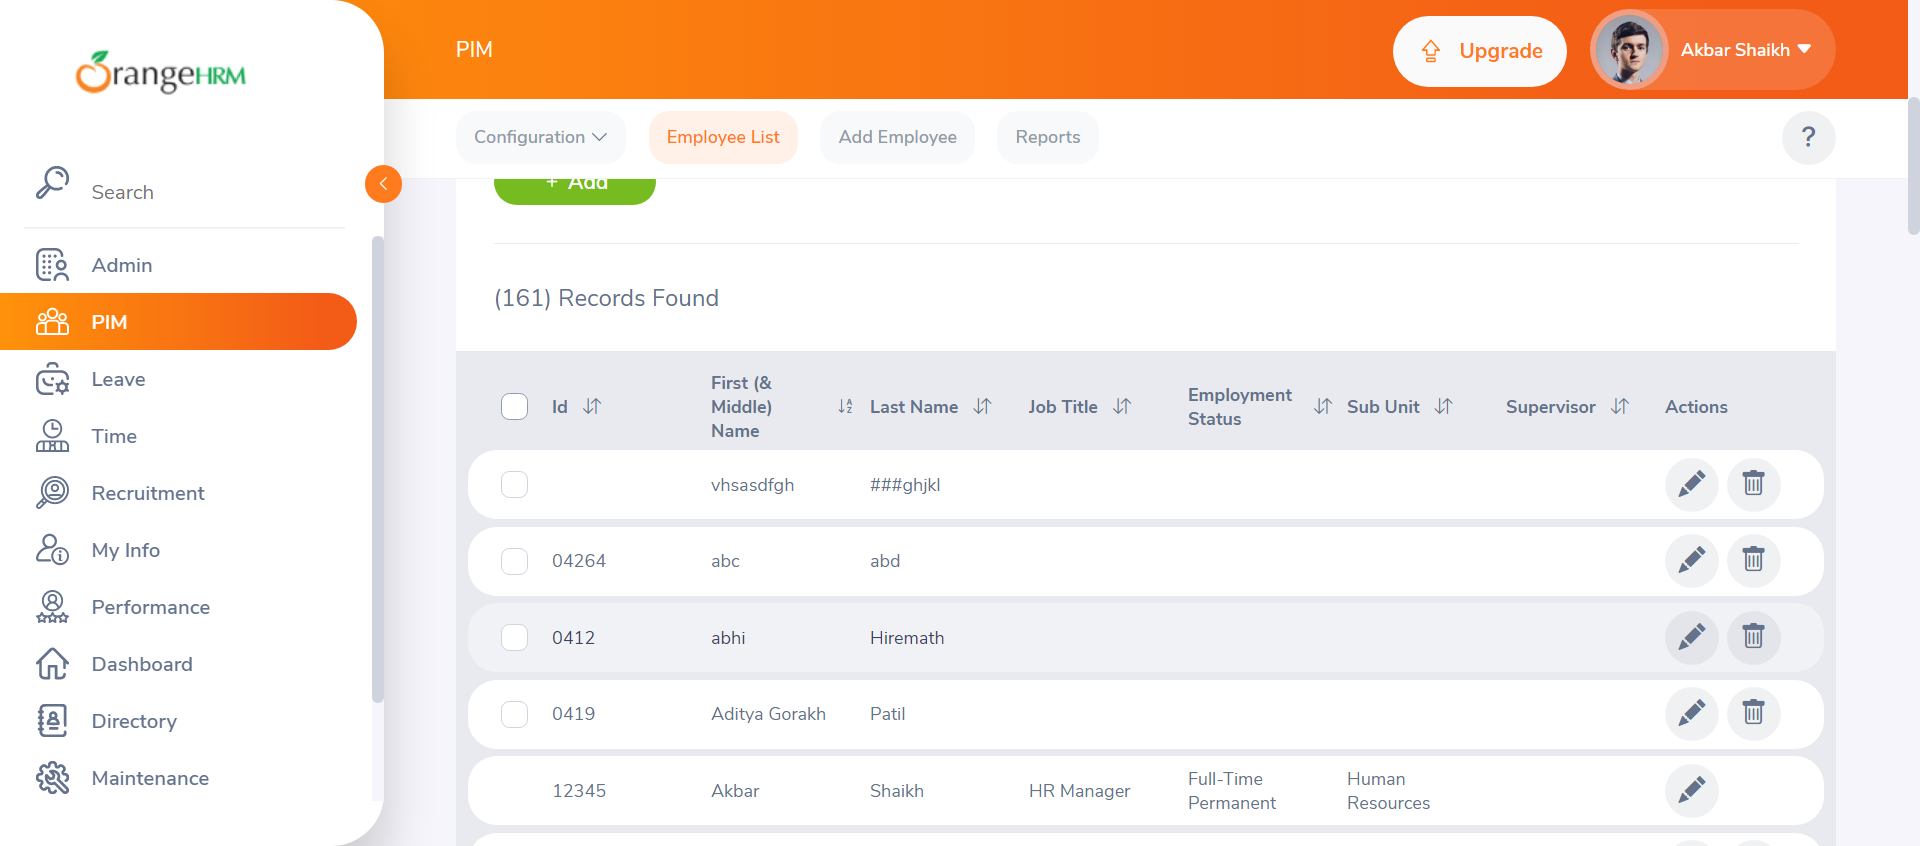 OrangeHRM
PIM
Upgrade
Akbar Shaikh
Configuration
Employee List
Add Employee
Reports
?
Search
Admin
PIM
Leave
Time
Recruitment
My Info
Performance
Dashboard
Directory
Maintenance
+ Add
(161) Records Found
Id
First (&
Middle)
Name
Last Name
Job Title
Employment
Status
Sub Unit
Supervisor
Actions
vhsasdfgh ###ghjkl
04264 abc abd
0412 abhi Hiremath
0419 Aditya Gorakh Patil
12345 Akbar Shaikh HR Manager
Full-Time
Permanent
Human
Resources